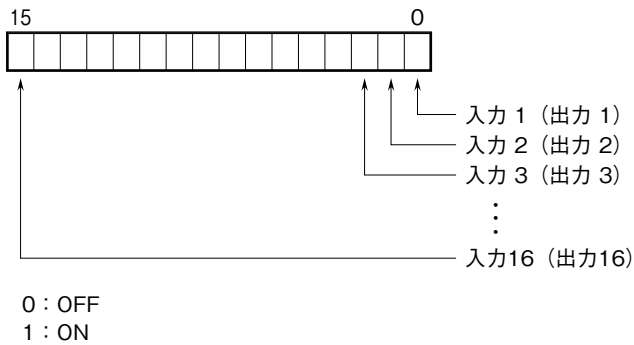 15 0
入力 1（出力 1）
入力 2（出力 2）
入力 3（出力 3）
⋮
入力16（出力16）
0：OFF
1：ON